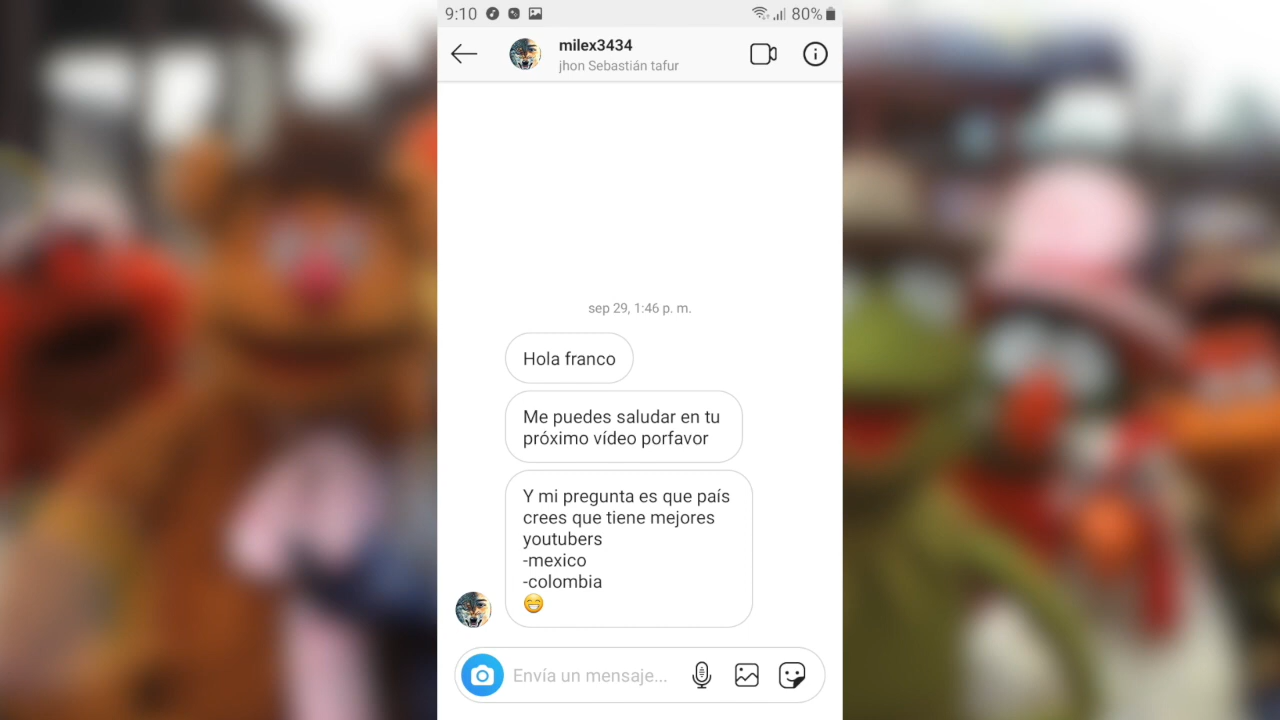 9:10 80%
milex3434
jhon Sebastián tafur
sep 29, 1:46 p. m.
Hola franco
Me puedes saludar en tu
próximo vídeo porfavor
Y mi pregunta es que país
crees que tiene mejores
youtubers
-mexico
-colombia
😁
Envía un mensaje...